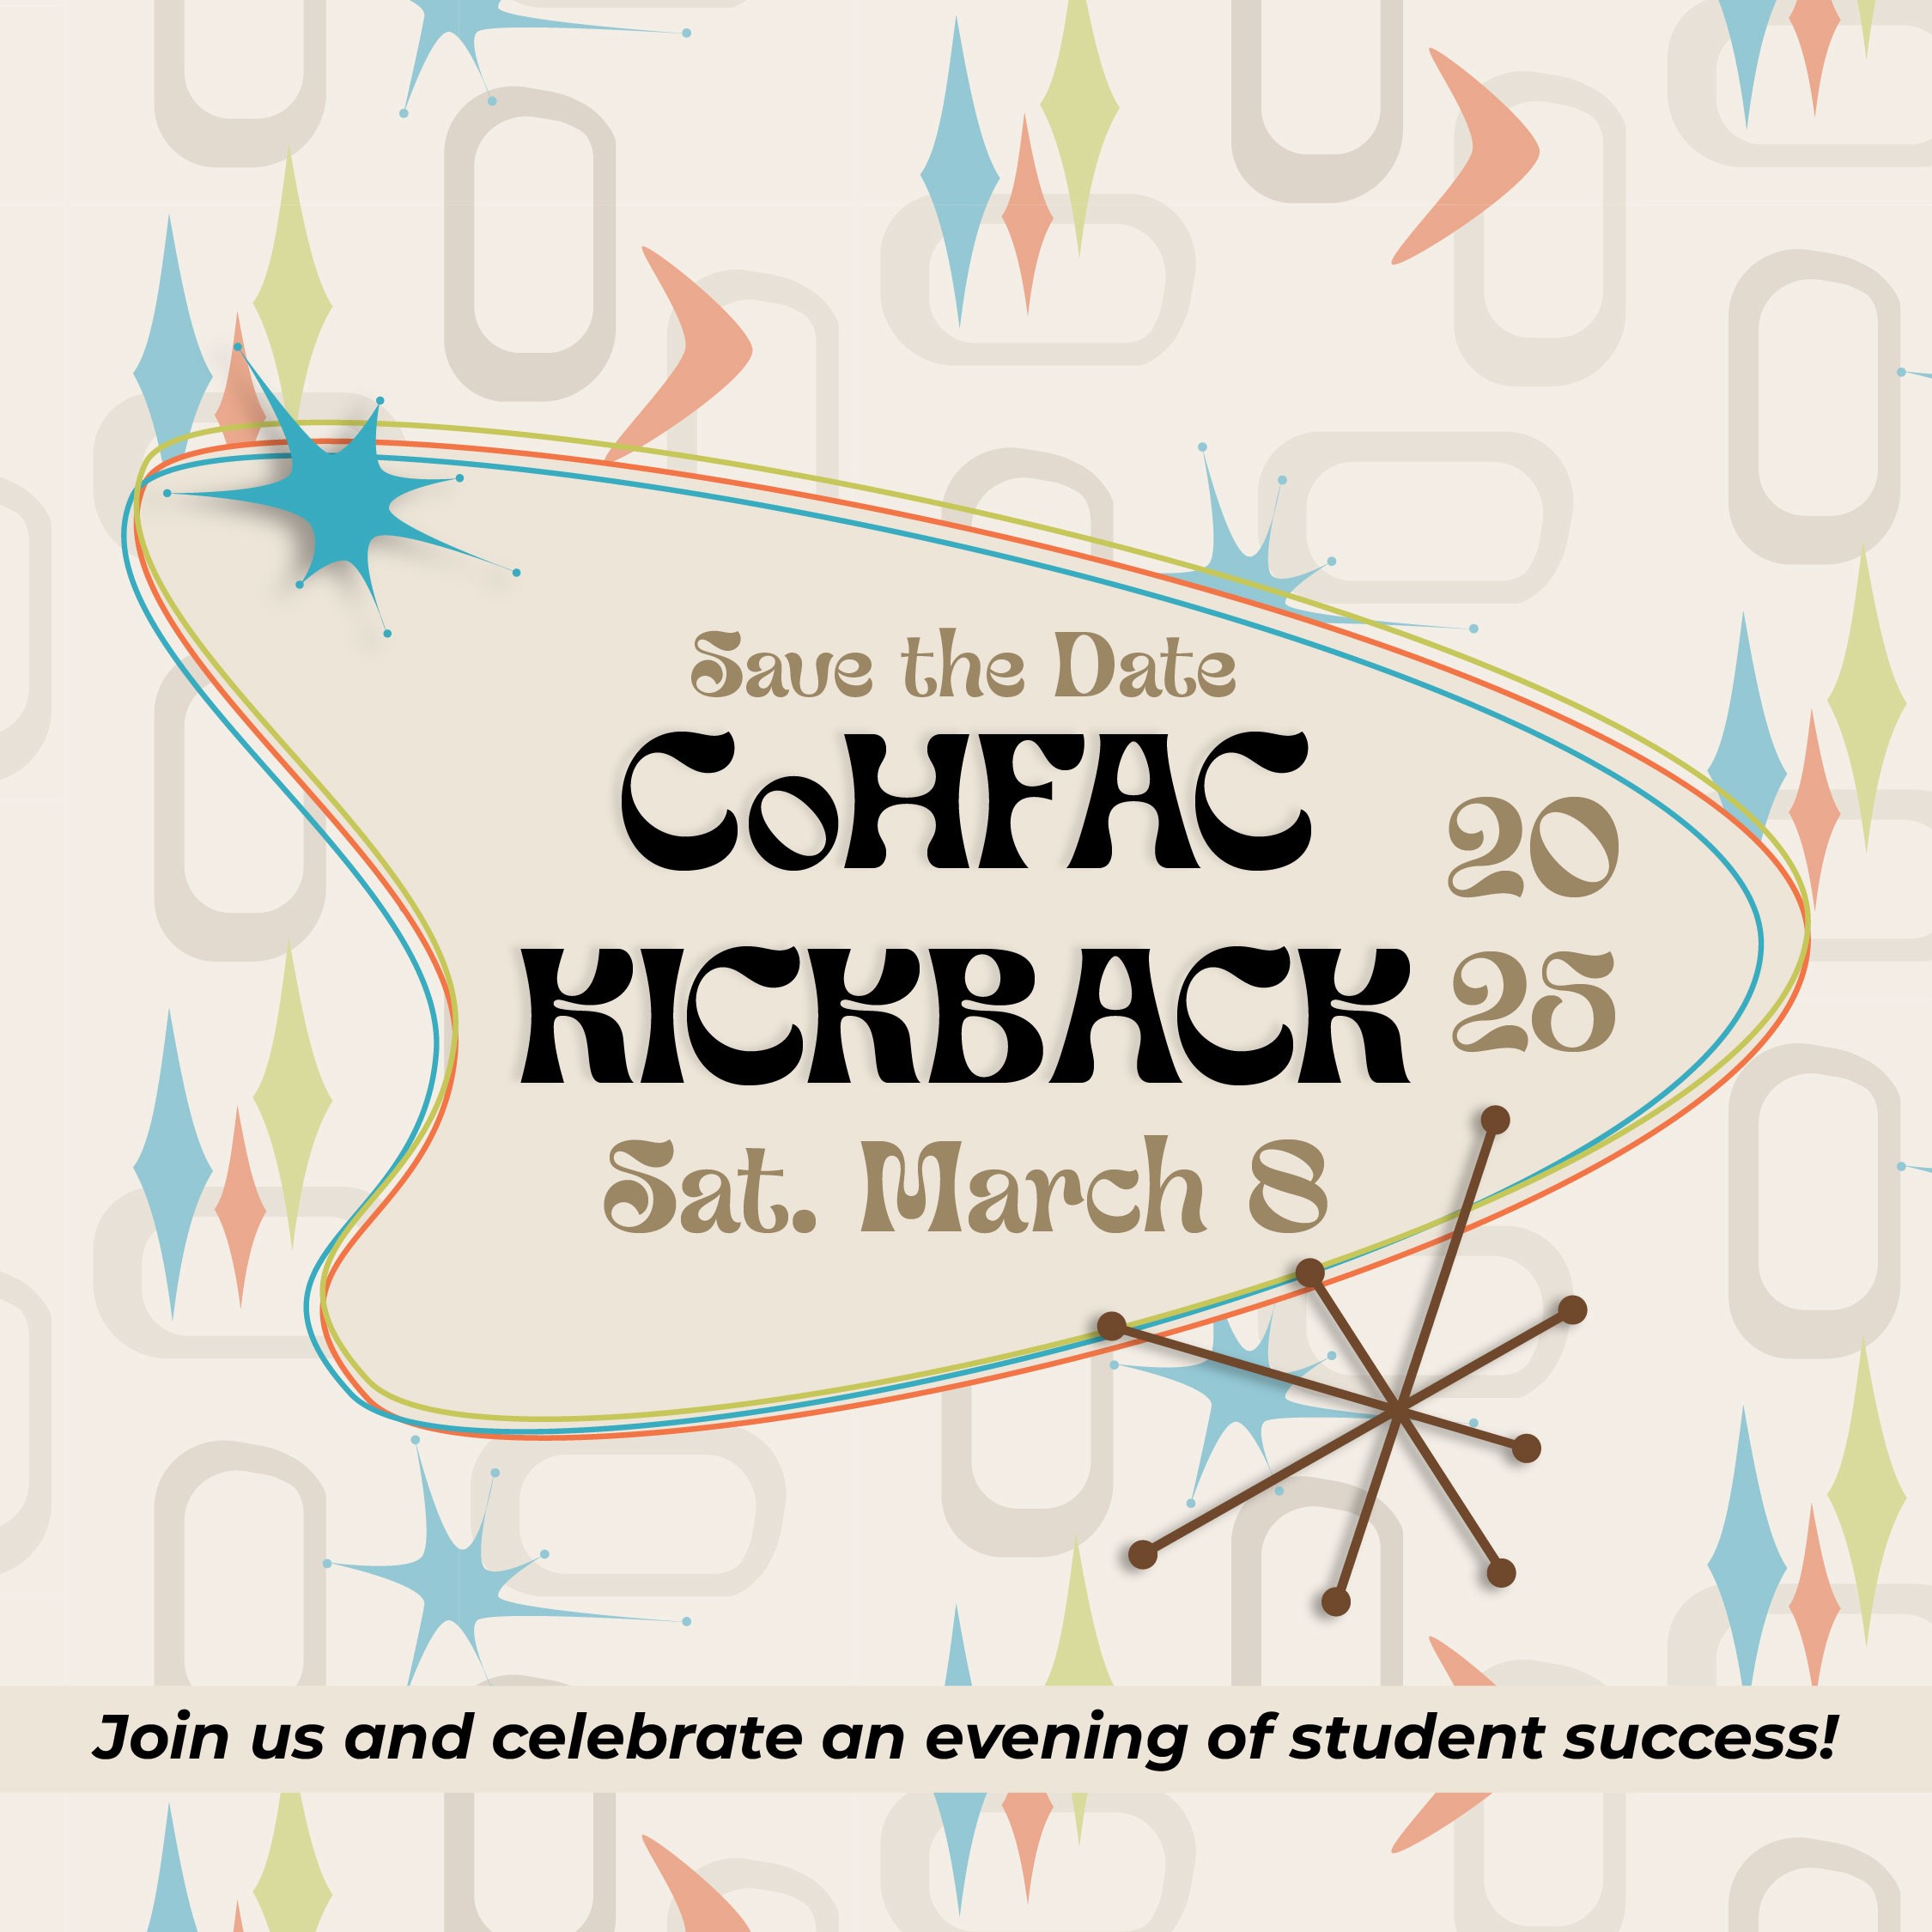 Save the Date
CoHFAC
KICKBACK
20
25
Sat. March 8
Join us and celebrate an evening of student success!